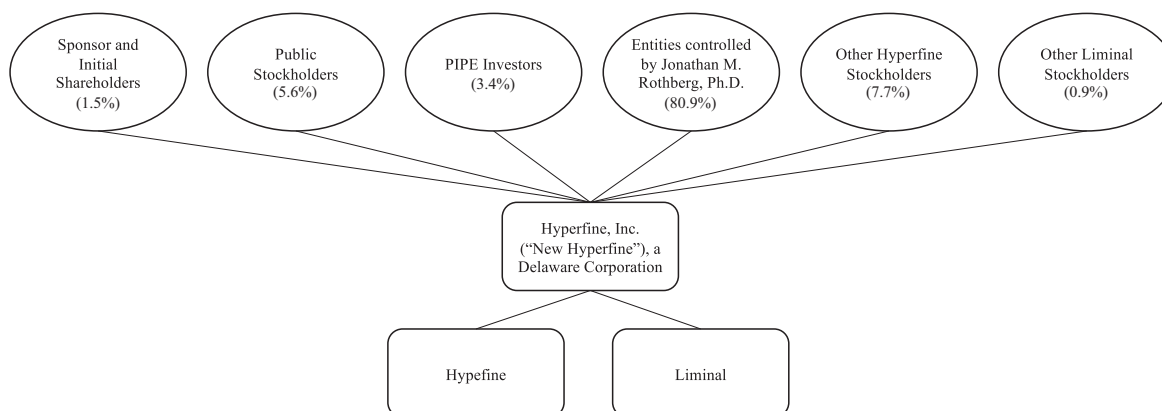 Sponsor and
Initial
Shareholders
(1.5%)
Public
Stockholders
(5.6%)
PIPE Investors
(3.4%)
Entities controlled
by Jonathan M.
Rothberg, Ph.D.
(80.9%)
Other Hyperfine
Stockholders
(7.7%)
Other Liminal
Stockholders
(0.9%)
Hyperfine, Inc.
(“New Hyperfine”), a
Delaware Corporation
Hypefine
Liminal